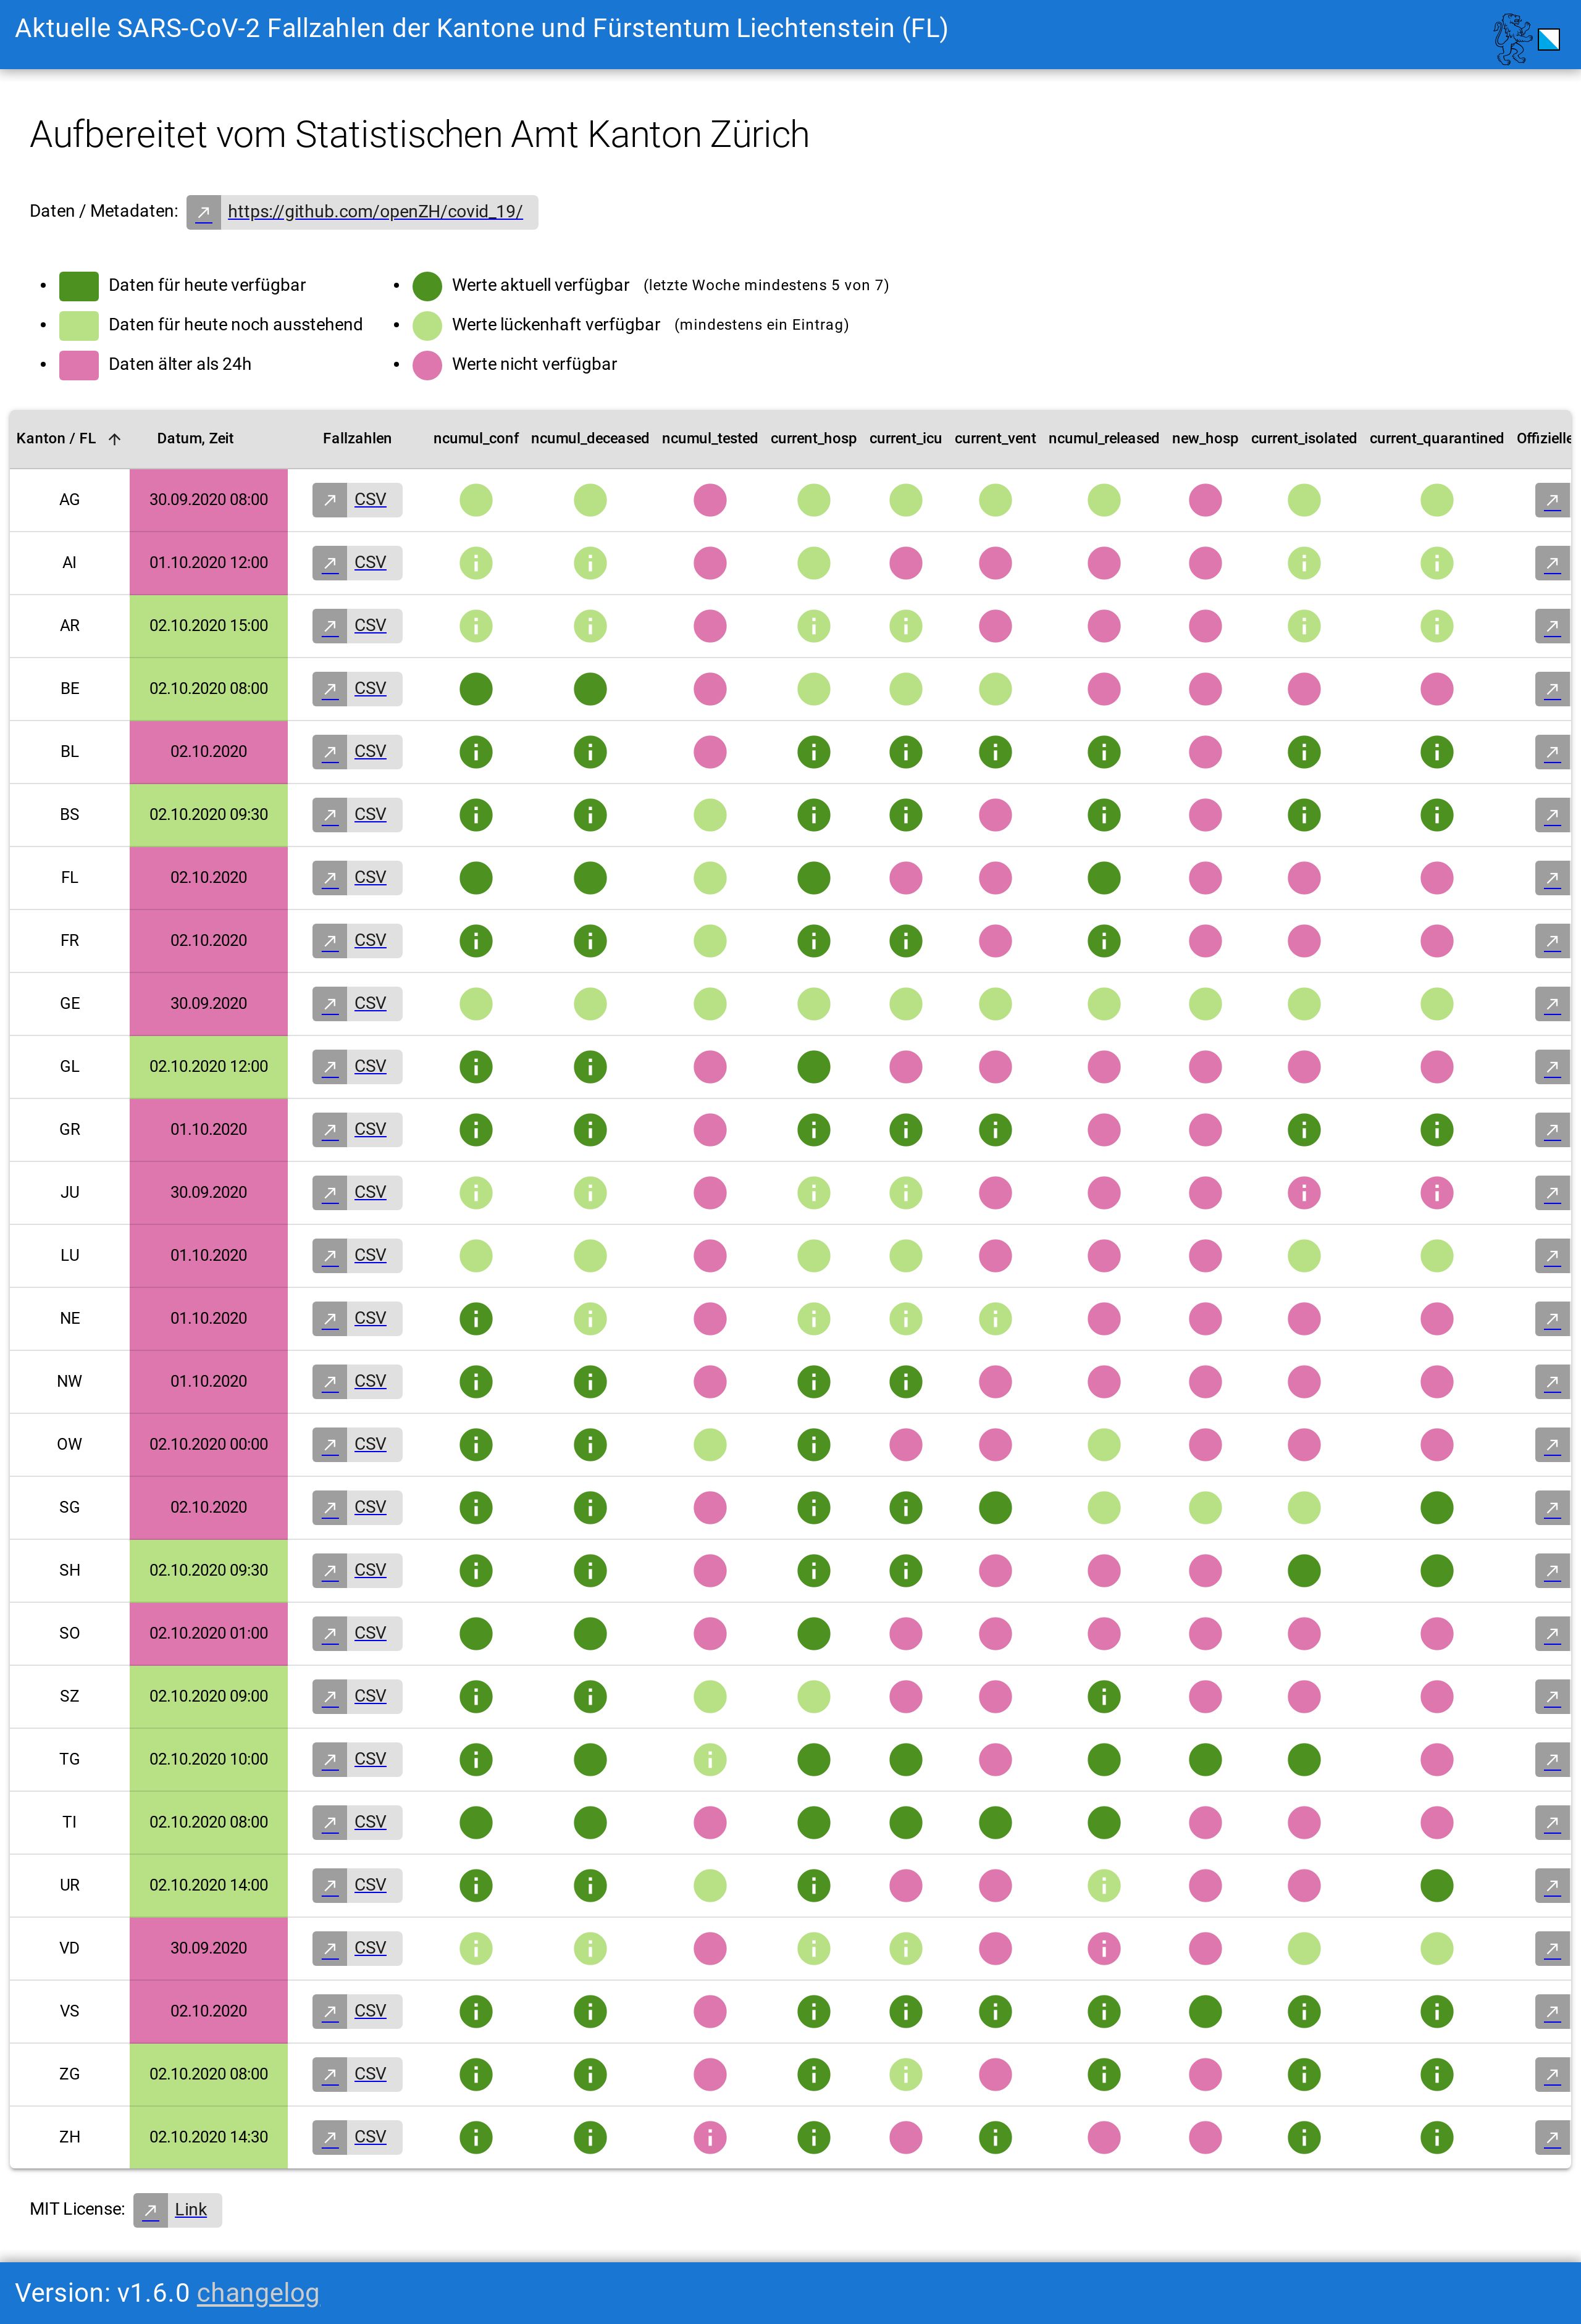 Aktuelle SARS-CoV-2 Fallzahlen der Kantone und Fürstentum Liechtenstein (FL)
Aufbereitet vom Statistischen Amt Kanton Zürich
Daten / Metadaten: https://github.com/openZH/covid_19/
Daten für heute verfügbar
Daten für heute noch ausstehend
Daten älter als 24h
Werte aktuell verfügbar (letzte Woche mindestens 5 von 7)
Werte lückenhaft verfügbar (mindestens ein Eintrag)
Werte nicht verfügbar
Kanton / FL Datum, Zeit Fallzahlen ncumul_conf ncumul_deceased ncumul_tested current_hosp current_icu current_vent ncumul_released new_hosp current_isolated current_quarantined Offizielle
AG 30.09.2020 08:00 CSV
AI 01.10.2020 12:00 CSV
AR 02.10.2020 15:00 CSV
BE 02.10.2020 08:00 CSV
BL 02.10.2020 CSV
BS 02.10.2020 09:30 CSV
FL 02.10.2020 CSV
FR 02.10.2020 CSV
GE 30.09.2020 CSV
GL 02.10.2020 12:00 CSV
GR 01.10.2020 CSV
JU 30.09.2020 CSV
LU 01.10.2020 CSV
NE 01.10.2020 CSV
NW 01.10.2020 CSV
OW 02.10.2020 00:00 CSV
SG 02.10.2020 CSV
SH 02.10.2020 09:30 CSV
SO 02.10.2020 01:00 CSV
SZ 02.10.2020 09:00 CSV
TG 02.10.2020 10:00 CSV
TI 02.10.2020 08:00 CSV
UR 02.10.2020 14:00 CSV
VD 30.09.2020 CSV
VS 02.10.2020 CSV
ZG 02.10.2020 08:00 CSV
ZH 02.10.2020 14:30 CSV
MIT License: Link
Version: v1.6.0 changelog